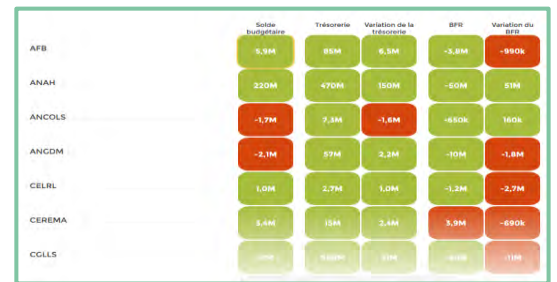 Solde budgétaire Trésorerie Variation de la trésorerie BFR Variation du BFR
AFB 5,9M 85M 6,5M -3,8M -990k
ANAH 220M 470M 150M -50M 51M
ANCOLS -1,7M 7,3M -1,6M -650k 160k
ANGDM -2,1M 57M 2,2M -10M -1,8M
CELRL 1,0M 2,7M 1,0M -1,2M -2,7M
CEREMA 3,4M 15M 2,4M 3,9M -690k
CGLLS -11M